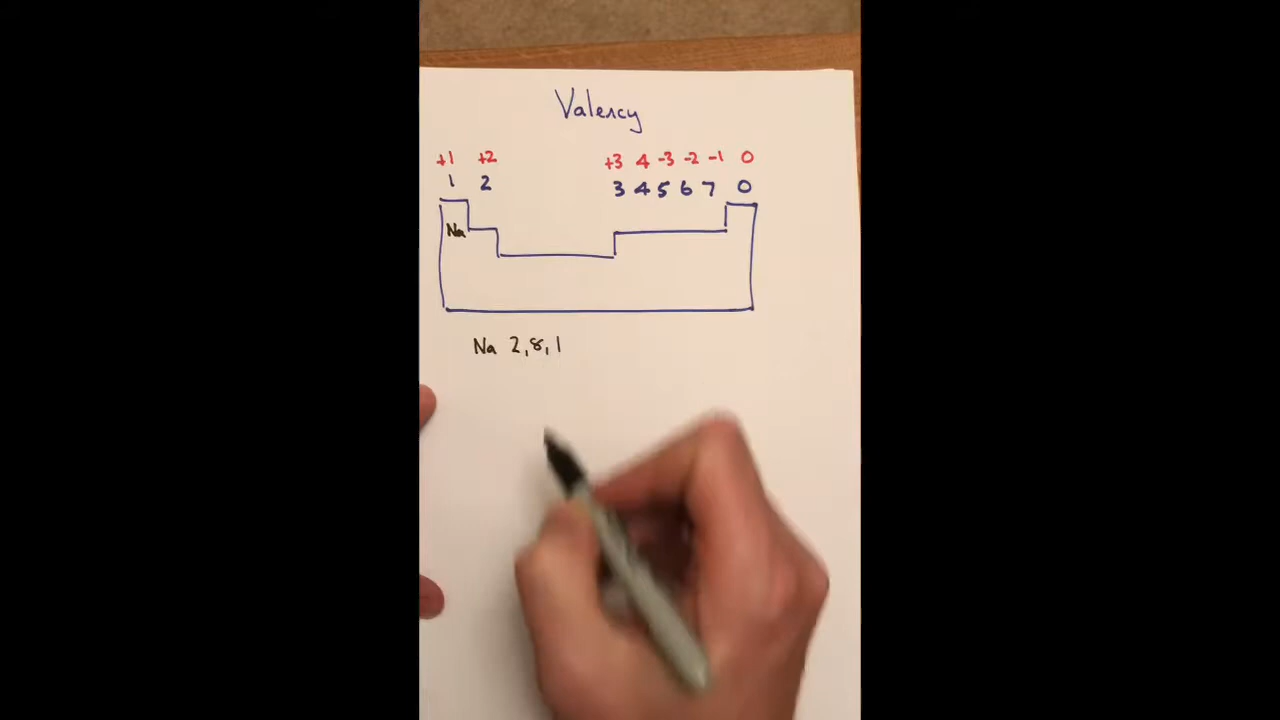 Valency
+1 +2 +3 4 -3 -2 -1 0
1 2 3 4 5 6 7 0
Na
Na 2,8,1